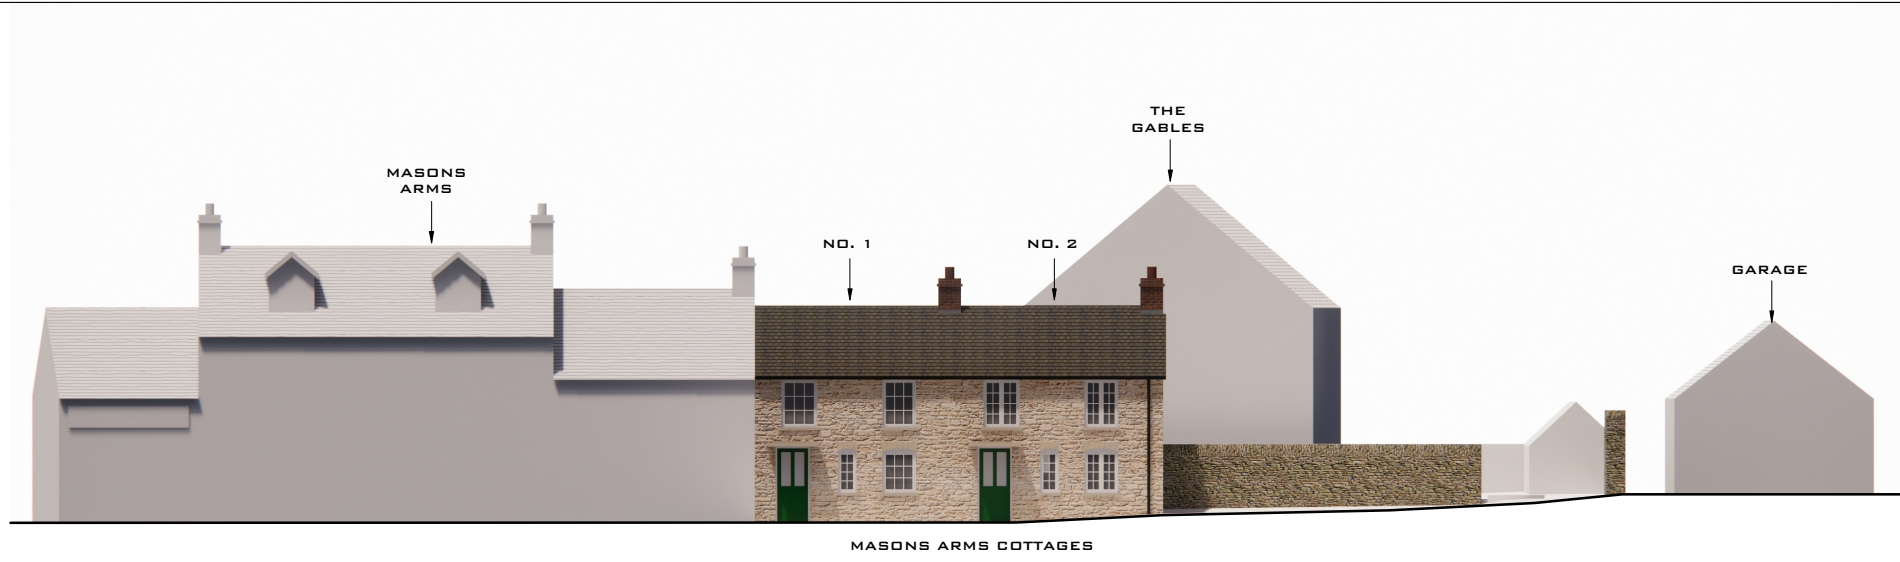 THE
GABLES
MASONS
ARMS
NO. 1
NO. 2
GARAGE
MASONS ARMS COTTAGES